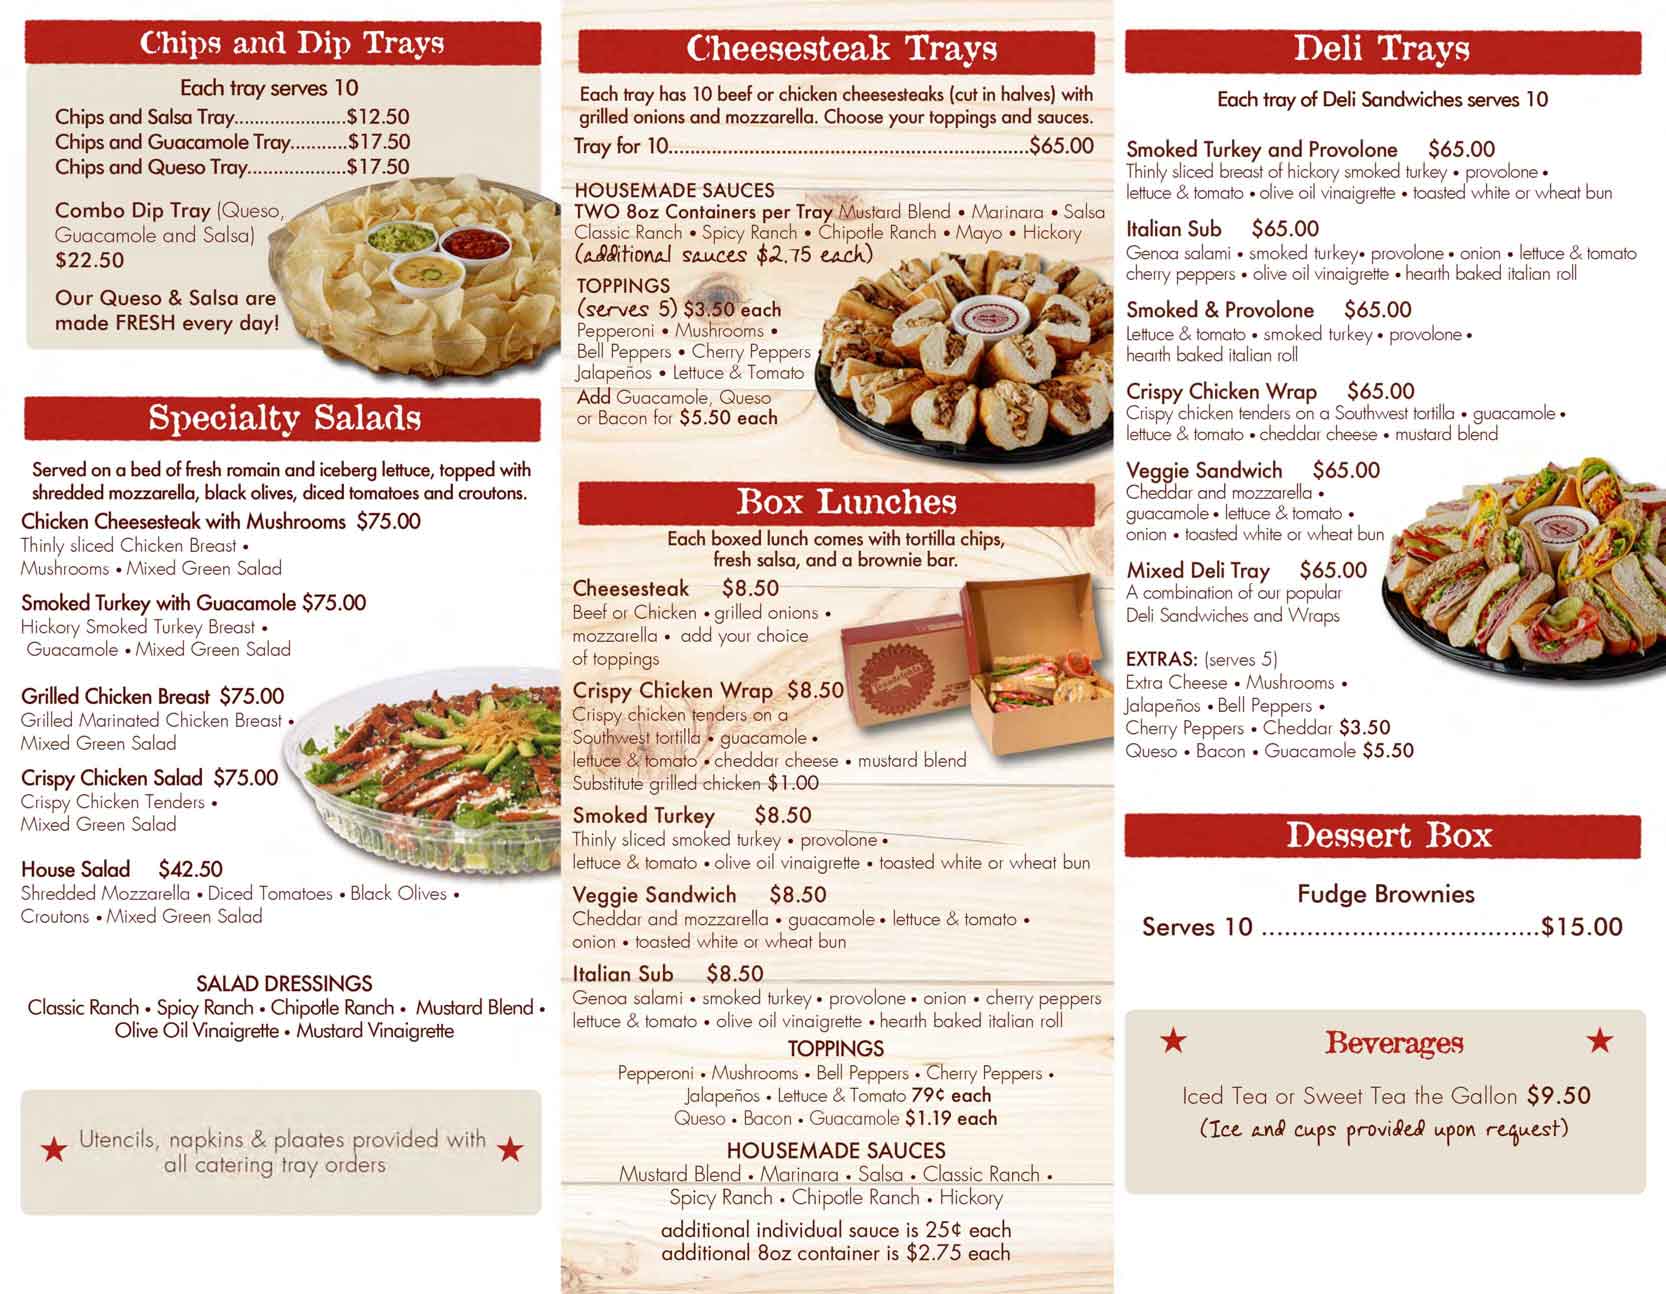 Chips and Dip Trays
Each tray serves 10
Chips and Salsa Tray.......................$12.50
Chips and Guacamole Tray...........$17.50
Chips and Queso Tray....................$17.50
Combo Dip Tray (Queso,
Guacamole and Salsa)
$22.50
Our Queso & Salsa are
made FRESH every day!
Specialty Salads
Served on a bed of fresh romain and iceberg lettuce, topped with
shredded mozzarella, black olives, diced tomatoes and croutons.
Chicken Cheesesteak with Mushrooms $75.00
Thinly sliced Chicken Breast •
Mushrooms • Mixed Green Salad
Smoked Turkey with Guacamole $75.00
Hickory Smoked Turkey Breast •
Guacamole • Mixed Green Salad
Grilled Chicken Breast $75.00
Grilled Marinated Chicken Breast •
Mixed Green Salad
Crispy Chicken Salad $75.00
Crispy Chicken Tenders •
Mixed Green Salad
House Salad $42.50
Shredded Mozzarella • Diced Tomatoes • Black Olives •
Croutons • Mixed Green Salad
SALAD DRESSINGS
Classic Ranch • Spicy Ranch • Chipotle Ranch • Mustard Blend •
Olive Oil Vinaigrette • Mustard Vinaigrette
Utencils, napkins & plaates provided with
all catering tray orders
Cheesesteak Trays
Each tray has 10 beef or chicken cheesesteaks (cut in halves) with
grilled onions and mozzarella. Choose your toppings and sauces.
Tray for 10............................................................$65.00
HOUSEMADE SAUCES
TWO 8oz Containers per Tray Mustard Blend • Marinara • Salsa
Classic Ranch • Spicy Ranch • Chipotle Ranch • Mayo • Hickory
(additional sauces $2.75 each)
TOPPINGS
(serves 5) $3.50 each
Pepperoni • Mushrooms •
Bell Peppers • Cherry Peppers
Jalapeños • Lettuce & Tomato
Add Guacamole, Queso
or Bacon for $5.50 each
Box Lunches
Each boxed lunch comes with tortilla chips,
fresh salsa, and a brownie bar.
Cheesesteak $8.50
Beef or Chicken • grilled onions •
mozzarella • add your choice
of toppings
Crispy Chicken Wrap $8.50
Crispy chicken tenders on a
Southwest tortilla • guacamole •
lettuce & tomato • cheddar cheese • mustard blend
Substitute grilled chicken $1.00
Smoked Turkey $8.50
Thinly sliced smoked turkey • provolone •
lettuce & tomato • olive oil vinaigrette • toasted white or wheat bun
Veggie Sandwich $8.50
Cheddar and mozzarella • guacamole • lettuce & tomato •
onion • toasted white or wheat bun
Italian Sub $8.50
Genoa salami • smoked turkey • provolone • onion • cherry peppers
lettuce & tomato • olive oil vinaigrette • hearth baked italian roll
TOPPINGS
Pepperoni • Mushrooms • Bell Peppers • Cherry Peppers •
Jalapeños • Lettuce & Tomato 79¢ each
Queso • Bacon • Guacamole $1.19 each
HOUSEMADE SAUCES
Mustard Blend • Marinara • Salsa • Classic Ranch •
Spicy Ranch • Chipotle Ranch • Hickory
additional individual sauce is 25¢ each
additional 8oz container is $2.75 each
Deli Trays
Each tray of Deli Sandwiches serves 10
Smoked Turkey and Provolone $65.00
Thinly sliced breast of hickory smoked turkey • provolone •
lettuce & tomato • olive oil vinaigrette • toasted white or wheat bun
Italian Sub $65.00
Genoa salami • smoked turkey• provolone • onion • lettuce & tomato
cherry peppers • olive oil vinaigrette • hearth baked italian roll
Smoked & Provolone $65.00
Lettuce & tomato • smoked turkey • provolone •
hearth baked italian roll
Crispy Chicken Wrap $65.00
Crispy chicken tenders on a Southwest tortilla • guacamole •
lettuce & tomato • cheddar cheese • mustard blend
Veggie Sandwich $65.00
Cheddar and mozzarella •
guacamole • lettuce & tomato •
onion • toasted white or wheat bun
Mixed Deli Tray $65.00
A combination of our popular
Deli Sandwiches and Wraps
EXTRAS: (serves 5)
Extra Cheese • Mushrooms •
Jalapeños • Bell Peppers •
Cherry Peppers • Cheddar $3.50
Queso • Bacon • Guacamole $5.50
Dessert Box
Fudge Brownies
Serves 10 .....................................$15.00
Beverages
Iced Tea or Sweet Tea the Gallon $9.50
(Ice and cups provided upon request)